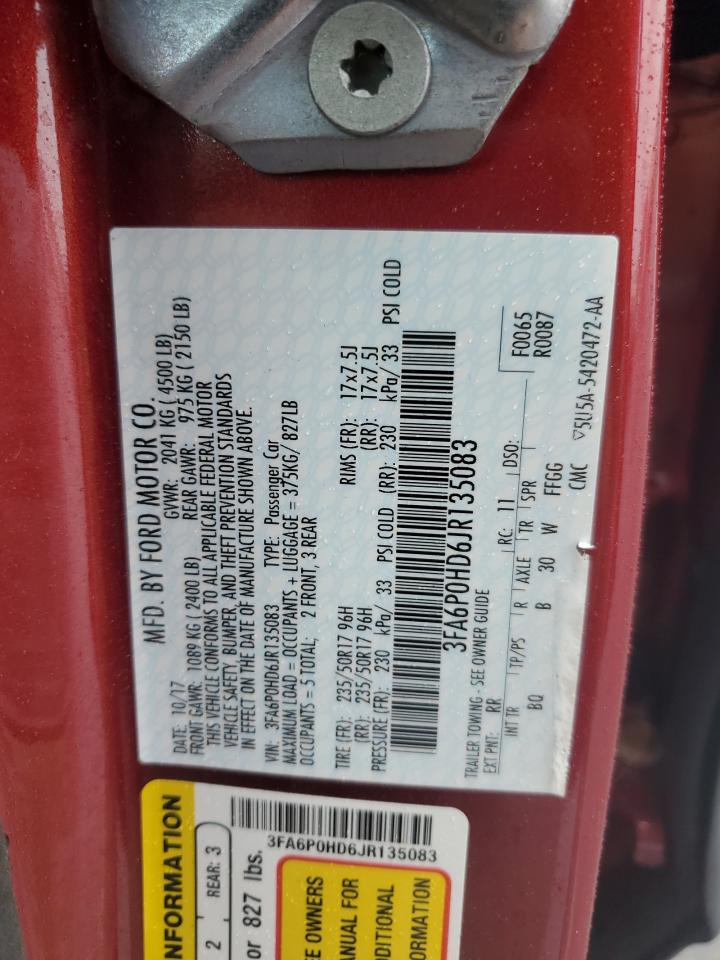 MFD. BY FORD MOTOR CO.
DATE: 10/17 GVWR: 2041 KG ( 4500 LB)
FRONT GAWR: 1089 KG ( 2400 LB) REAR GAWR: 975 KG ( 2150 LB)
THIS VEHICLE CONFORMS TO ALL APPLICABLE FEDERAL MOTOR
VEHICLE SAFETY, BUMPER, AND THEFT PREVENTION STANDARDS
IN EFFECT ON THE DATE OF MANUFACTURE SHOWN ABOVE.
VIN: 3FA6P0HD6JR135083 TYPE: Passenger Car
MAXIMUM LOAD = OCCUPANTS + LUGGAGE = 375KG/ 827LB
OCCUPANTS = 5 TOTAL; 2 FRONT, 3 REAR
TIRE (FR): 235/50R17 96H RIMS (FR): 17x7.5J
(RR): 235/50R17 96H (RR): 17x7.5J
PRESSURE (FR): 230 kPa/ 33 PSI COLD (RR): 230 kPa/ 33 PSI COLD
3FA6P0HD6JR135083
TRAILER TOWING - SEE OWNER GUIDE
EXT PNT: RR RC: 11 DSO: F0065
R0087
INT TR TP/PS R AXLE TR SPR
BQ B 30 W FFGG
CMC ▽5U5A-5420472-AA
NFORMATION
2 REAR: 3
or 827 lbs.
3FA6P0HD6JR135083
E OWNERS
ANUAL FOR
DITIONAL
ORMATION